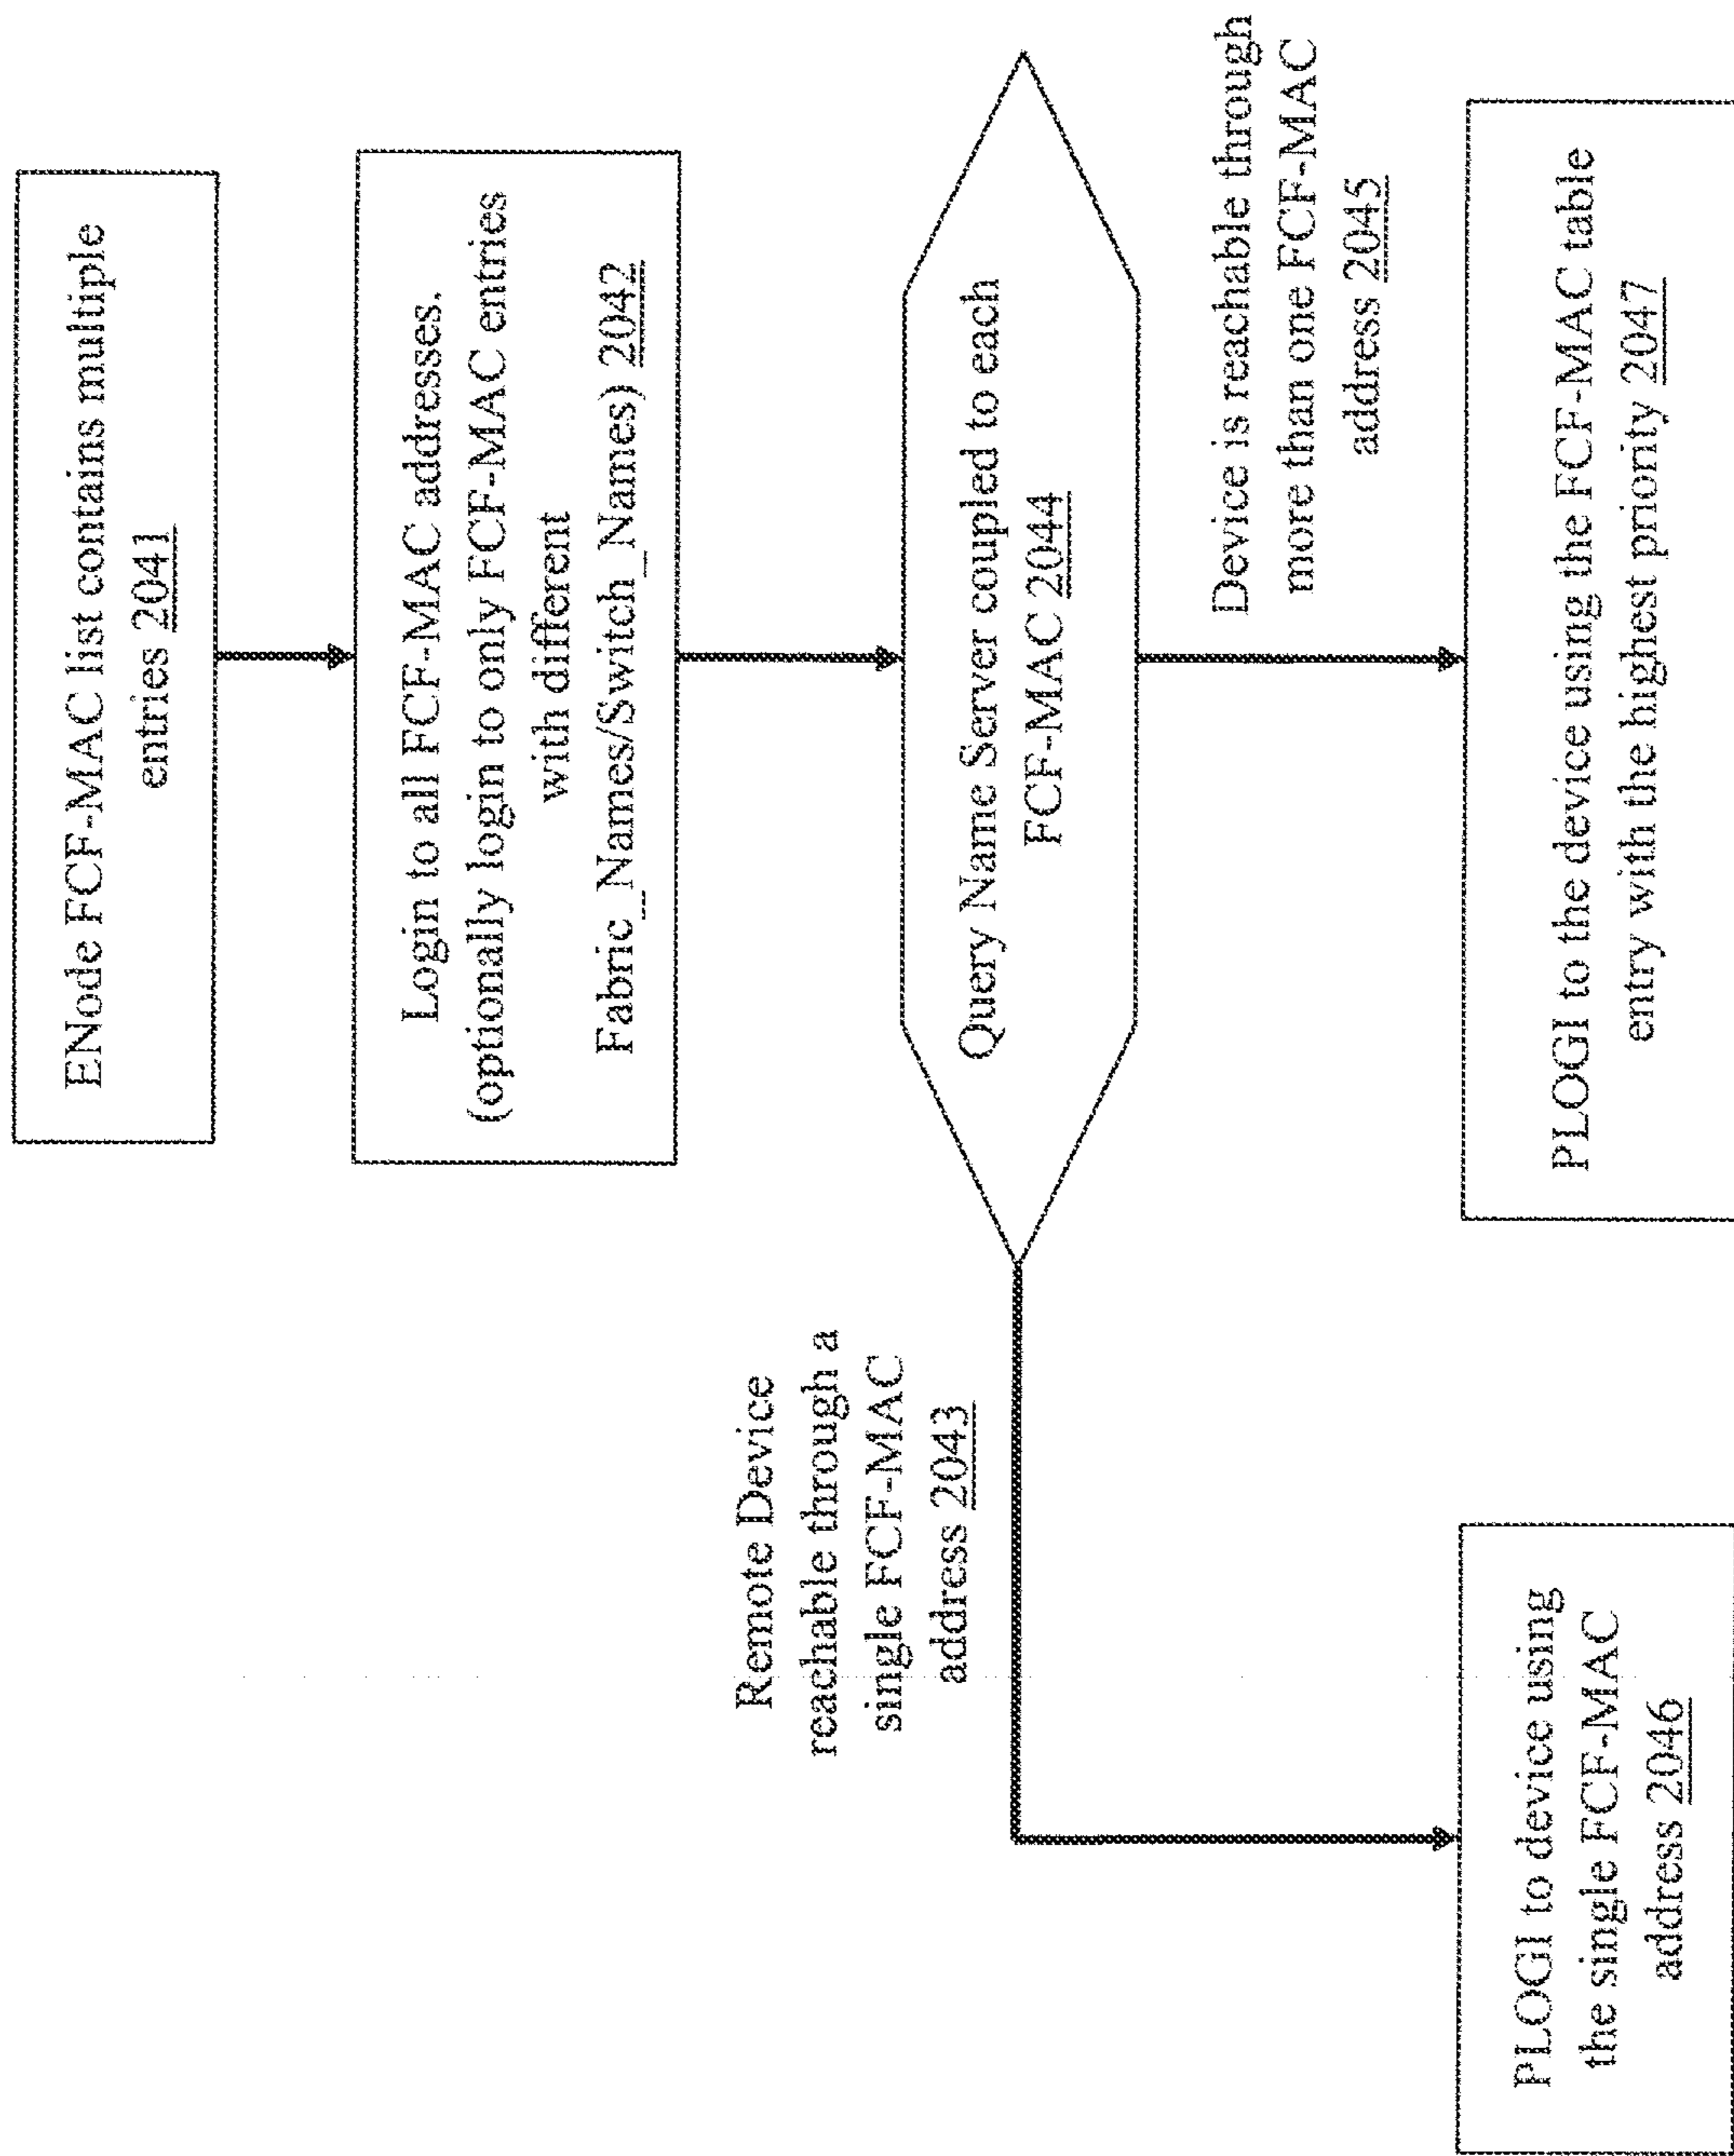 ENode FCF-MAC list contains multiple
entries 2041
Login to all FCF-MAC addresses.
(optionally login to only FCF-MAC entries
with different
Fabric_Names/Switch_Names) 2042
Query Name Server coupled to each
FCF-MAC 2044
Remote Device
reachable through a
single FCF-MAC
address 2043
Device is reachable through
more than one FCF-MAC
address 2045
PLOGI to device using
the single FCF-MAC
address 2046
PLOGI to the device using the FCF-MAC table
entry with the highest priority 2047